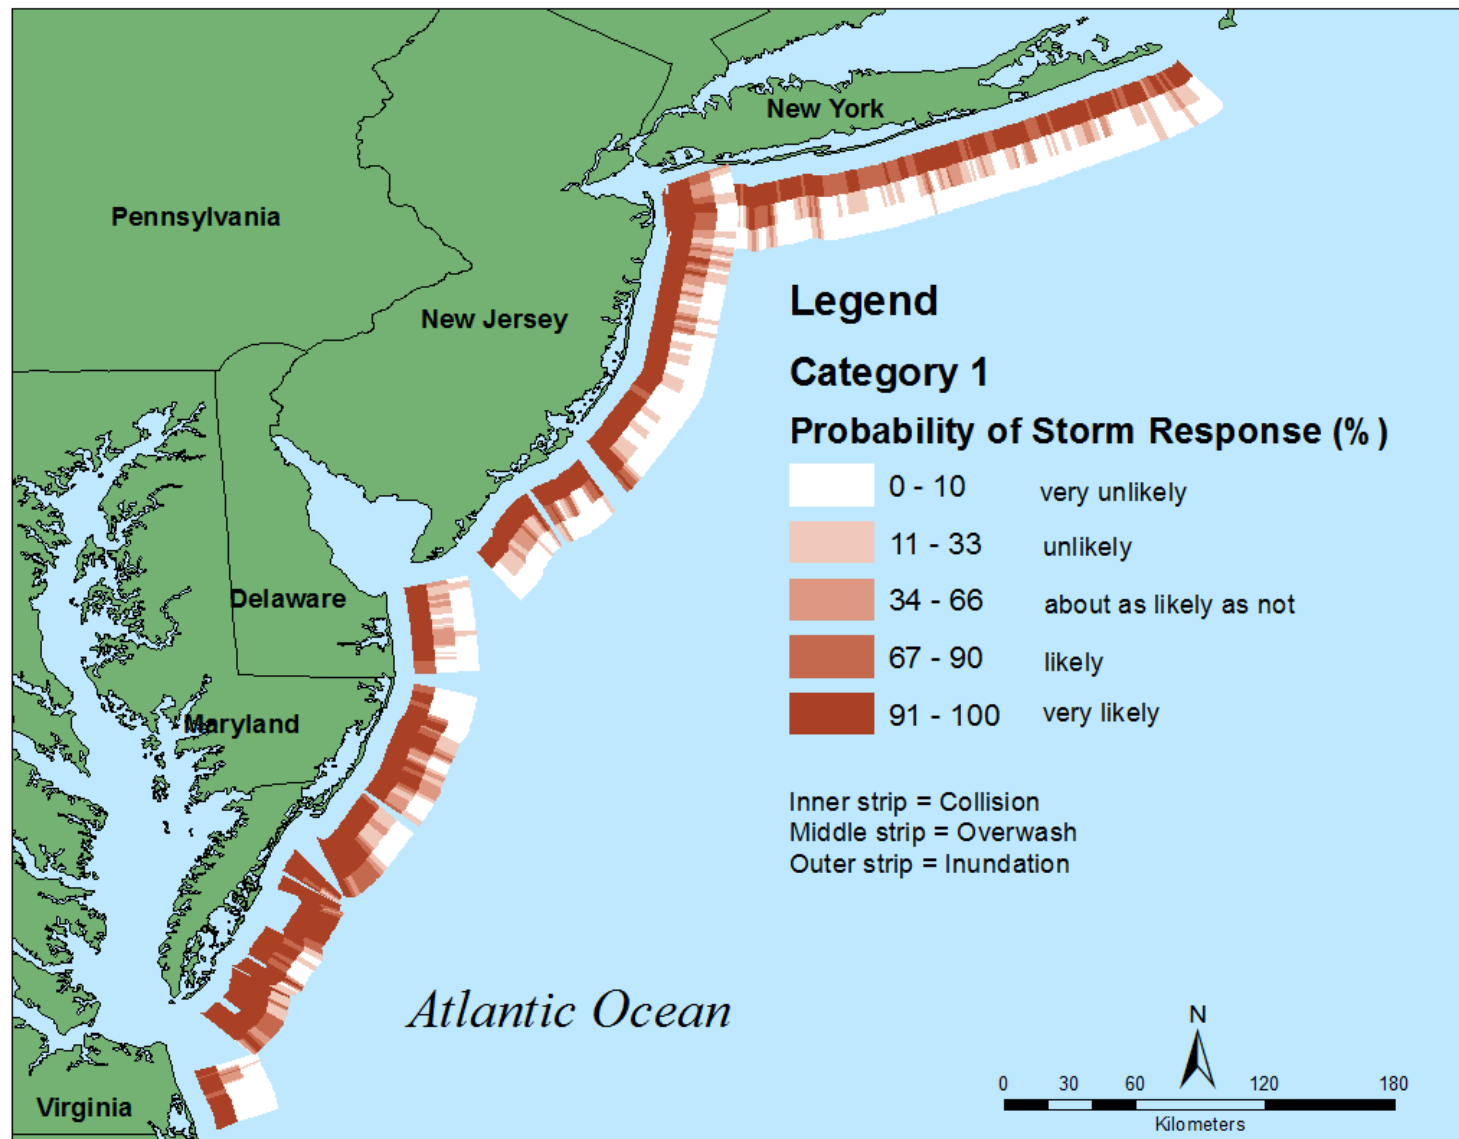 New York
Pennsylvania
New Jersey
Legend
Category 1
Probability of Storm Response (%)
0 - 10 very unlikely
11 - 33 unlikely
34 - 66 about as likely as not
67 - 90 likely
91 - 100 very likely
Delaware
Maryland
Inner strip = Collision
Middle strip = Overwash
Outer strip = Inundation
Atlantic Ocean
N
0 30 60 120 180
Kilometers
Virginia